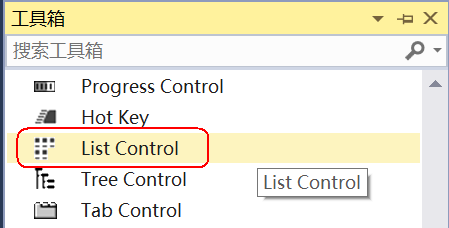 工具箱
搜索工具箱
Progress Control
Hot Key
List Control
Tree Control
List Control
Tab Control